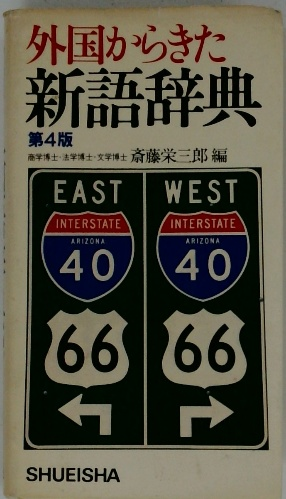 外国からきた
新語辞典
第4版
商学博士・法学博士・文学博士 斎藤栄三郎 編
EAST WEST
INTERSTATE INTERSTATE
ARIZONA ARIZONA
40 40
66 66
SHUEISHA